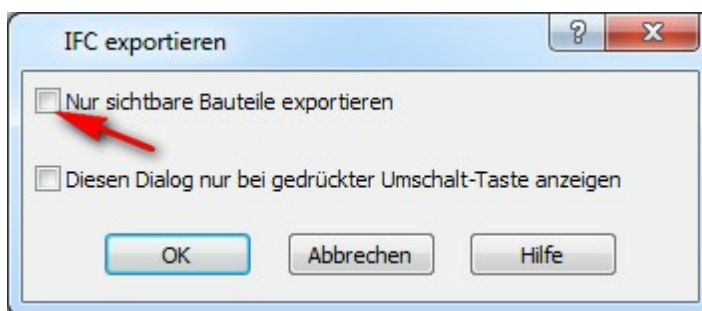 IFC exportieren
Nur sichtbare Bauteile exportieren
Diesen Dialog nur bei gedrückter Umschalt-Taste anzeigen
OK Abbrechen Hilfe